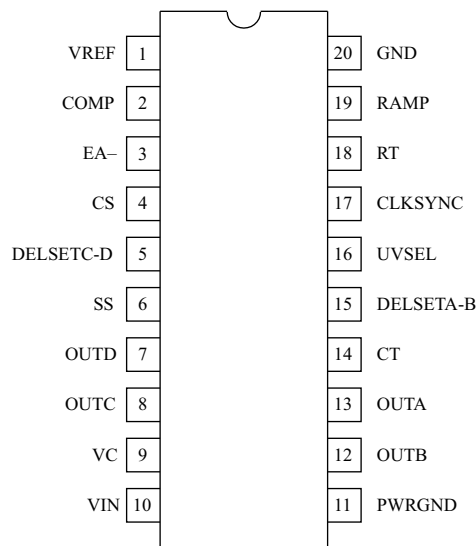 VREF 1 20 GND
COMP 2 19 RAMP
EA– 3 18 RT
CS 4 17 CLKSYNC
DELSETC-D 5 16 UVSEL
SS 6 15 DELSETA-B
OUTD 7 14 CT
OUTC 8 13 OUTA
VC 9 12 OUTB
VIN 10 11 PWRGND